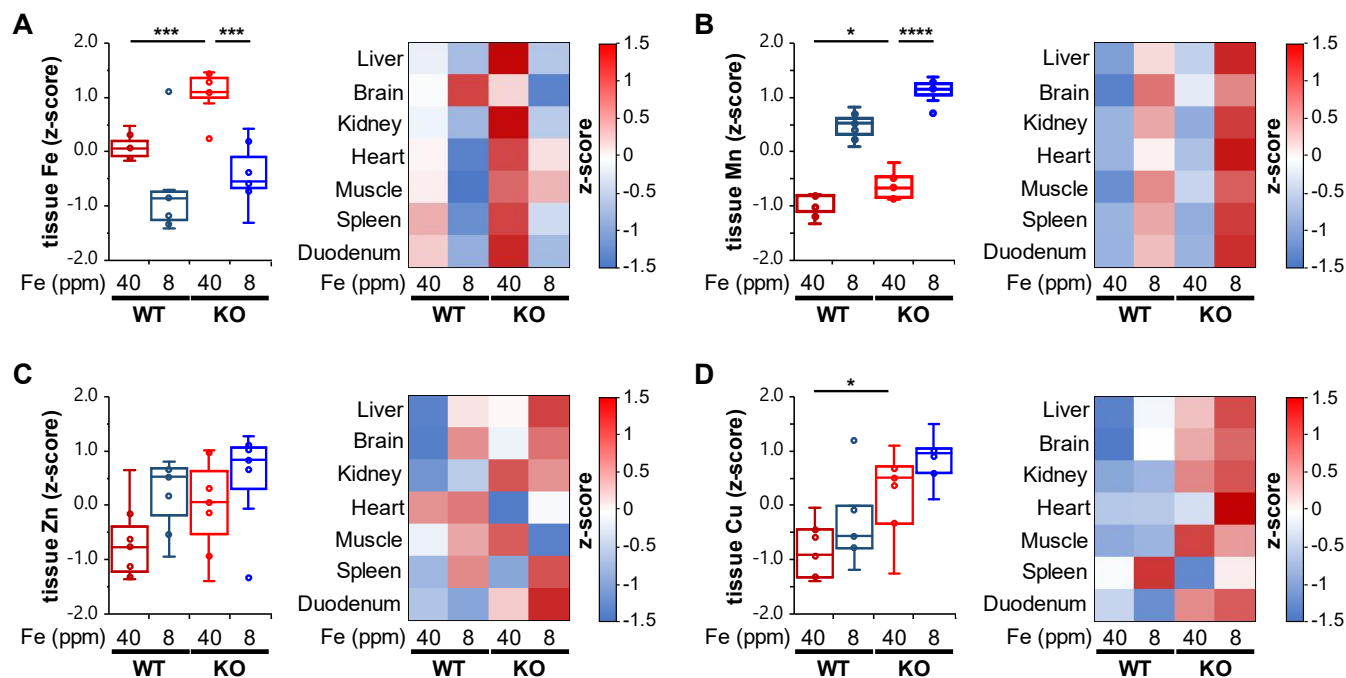 A
*** ***
tissue Fe (z-score)
2.0
1.0
0.0
-1.0
-2.0
Fe (ppm) 40 8 40 8
WT KO
Liver
Brain
Kidney
Heart
Muscle
Spleen
Duodenum
Fe (ppm) 40 8 40 8
WT KO
1.5
1
0.5
0
-0.5
-1
-1.5
z-score
B
* ****
tissue Mn (z-score)
2.0
1.0
0.0
-1.0
-2.0
Fe (ppm) 40 8 40 8
WT KO
Liver
Brain
Kidney
Heart
Muscle
Spleen
Duodenum
Fe (ppm) 40 8 40 8
WT KO
1.5
1
0.5
0
-0.5
-1
-1.5
z-score
C
tissue Zn (z-score)
2.0
1.0
0.0
-1.0
-2.0
Fe (ppm) 40 8 40 8
WT KO
Liver
Brain
Kidney
Heart
Muscle
Spleen
Duodenum
Fe (ppm) 40 8 40 8
WT KO
1.5
1
0.5
0
-0.5
-1
-1.5
z-score
D
*
tissue Cu (z-score)
2.0
1.0
0.0
-1.0
-2.0
Fe (ppm) 40 8 40 8
WT KO
Liver
Brain
Kidney
Heart
Muscle
Spleen
Duodenum
Fe (ppm) 40 8 40 8
WT KO
1.5
1
0.5
0
-0.5
-1
-1.5
z-score